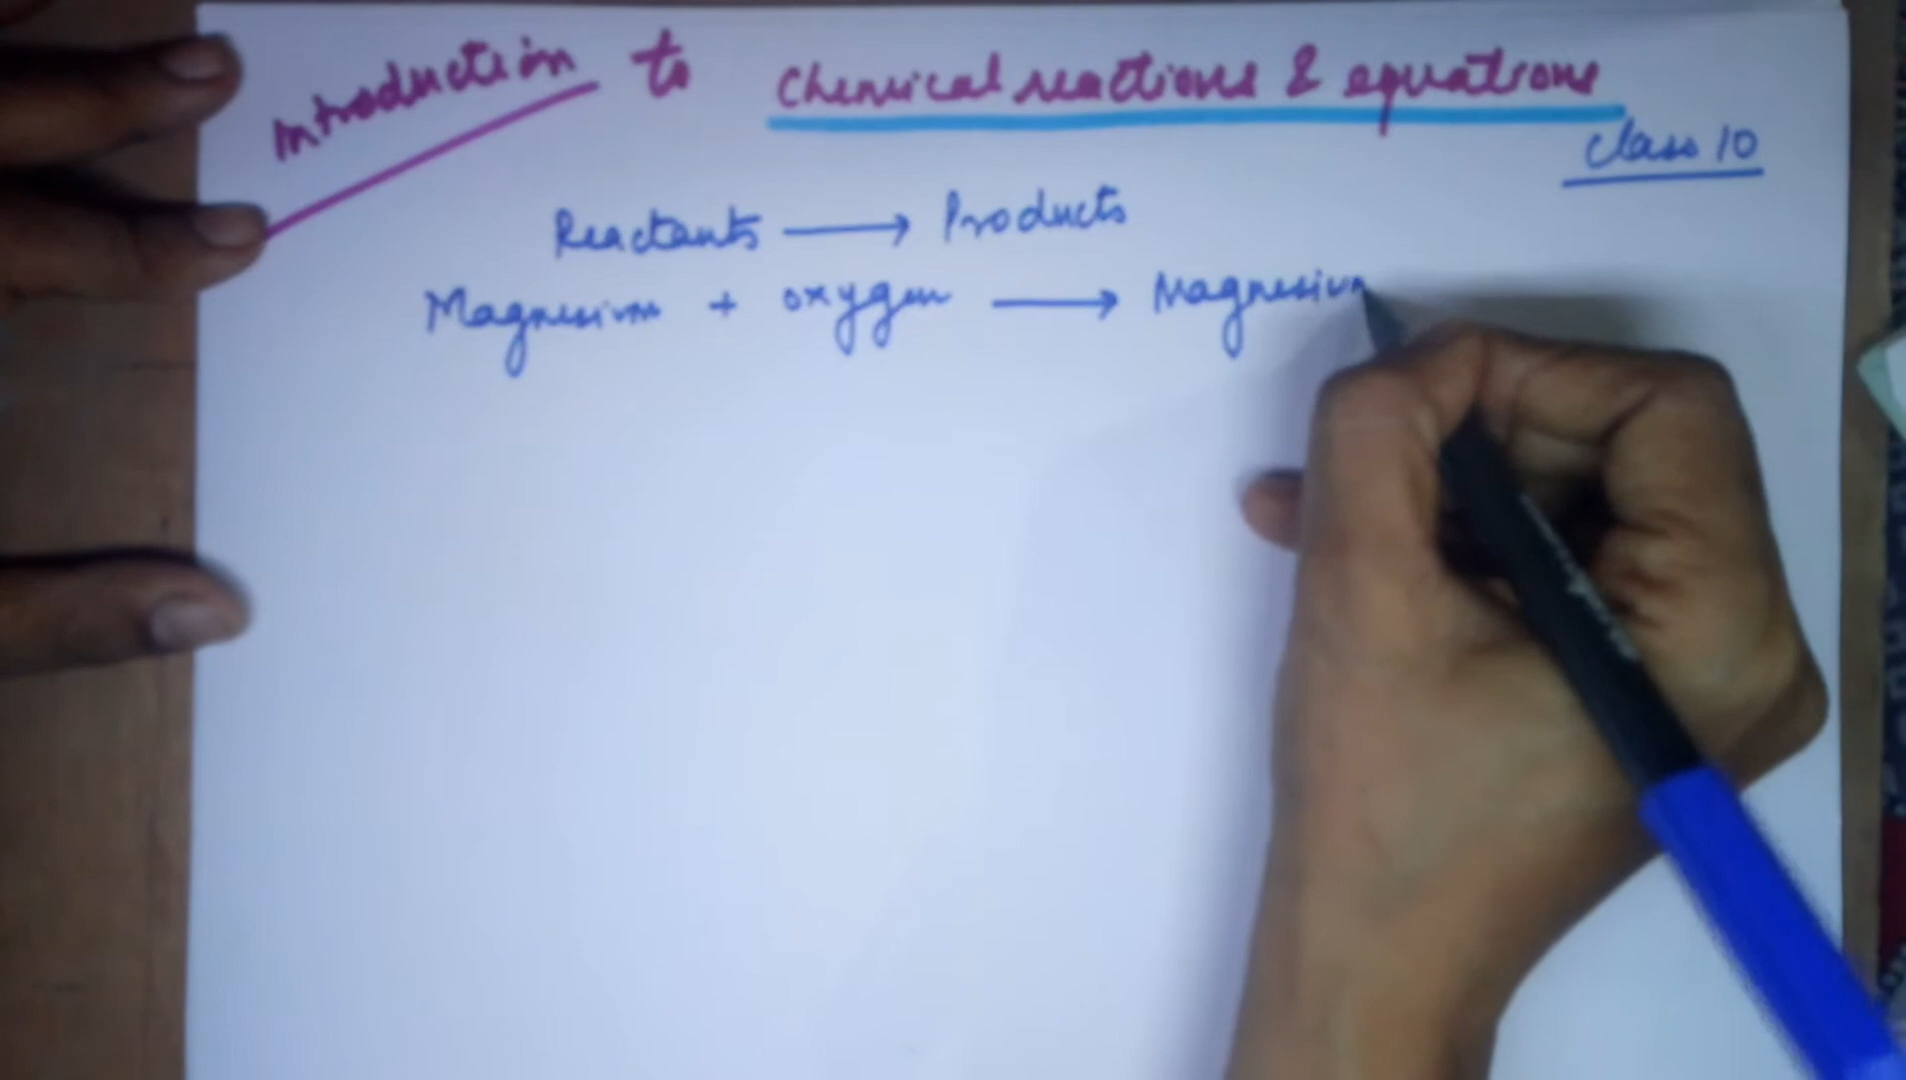 Introduction to Chemical reactions & equations
Class 10
Reactants → Products
Magnesium + oxygen → Magnesium